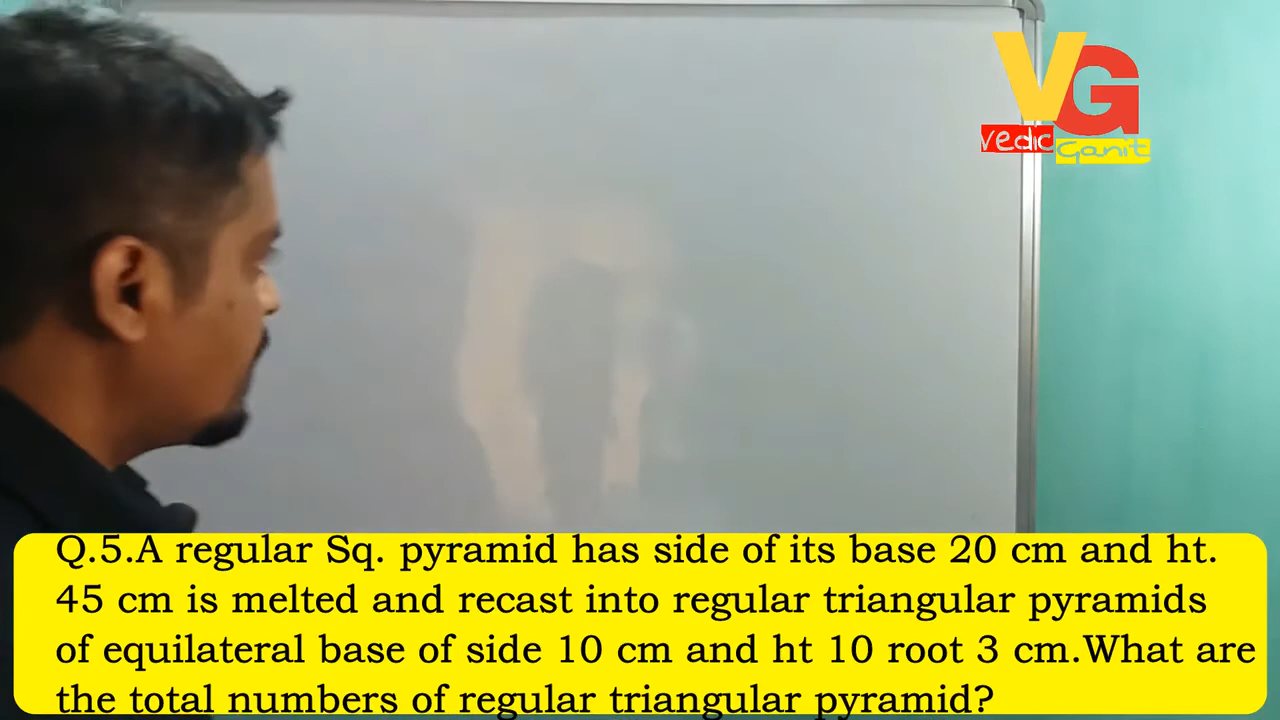 VG
vedic Ganit
Q.5.A regular Sq. pyramid has side of its base 20 cm and ht.
45 cm is melted and recast into regular triangular pyramids
of equilateral base of side 10 cm and ht 10 root 3 cm.What are
the total numbers of regular triangular pyramid?